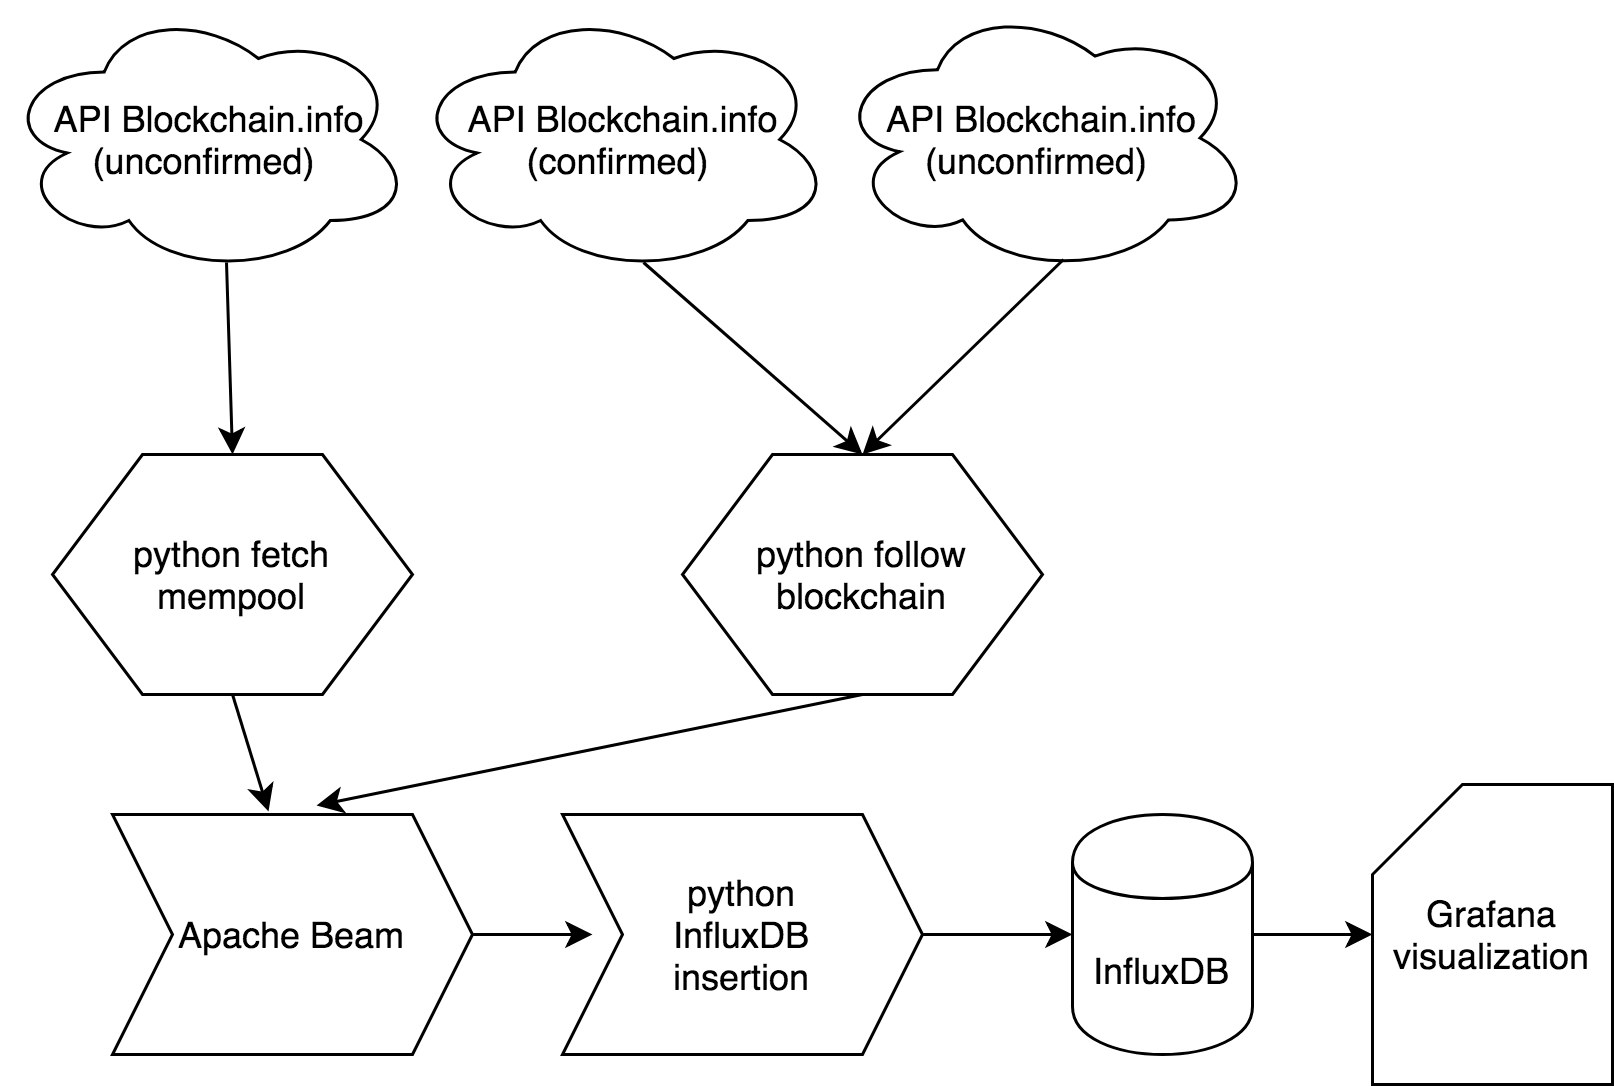 API Blockchain.info
(unconfirmed)
API Blockchain.info
(confirmed)
API Blockchain.info
(unconfirmed)
python fetch
mempool
python follow
blockchain
Apache Beam
python
InfluxDB
insertion
InfluxDB
Grafana
visualization